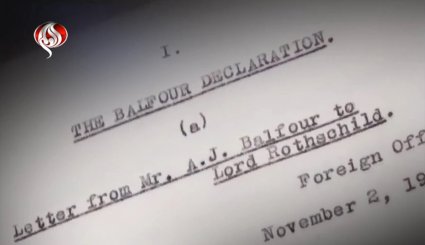 I.
THE BALFOUR DECLARATION.
(a)
Letter from Mr. A.J. Balfour to
Lord Rothschild.
Foreign Off
November 2, 19